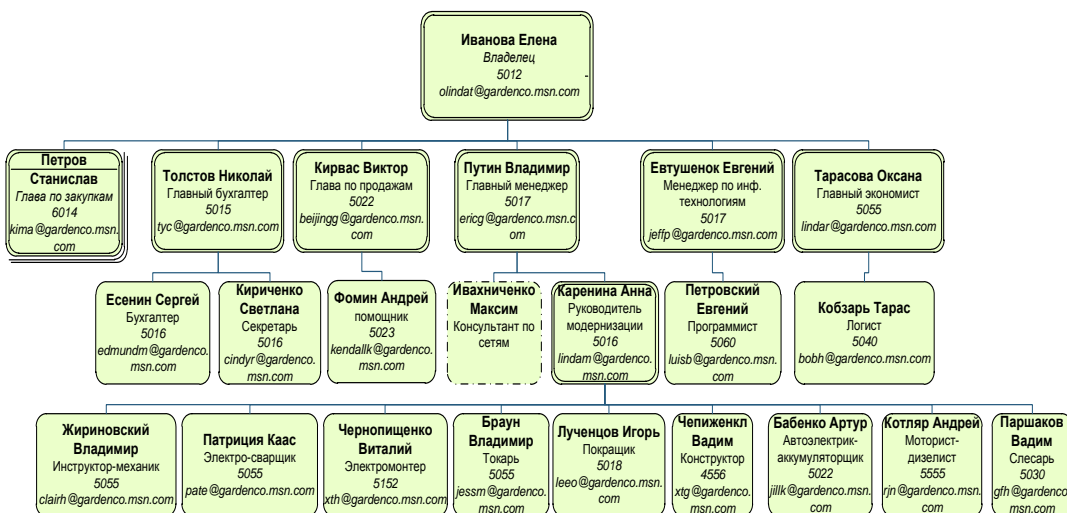 Иванова Елена
Владелец
5012
-
olindat@gardenco.msn.com
Петров
Станислав
Глава по закупкам
6014
kima@gardenco.msn.
com
Толстов Николай
Главный бухгалтер
5015
tyc@gardenco.msn.com
Кирвас Виктор
Глава по продажам
5022
beijingg@gardenco.msn.
com
Путин Владимир
Главный менеджер
5017
ericg@gardenco.msn.c
om
Евтушенок Евгений
Менеджер по инф.
технологиям
5017
jeffp@gardenco.msn.com
Тарасова Оксана
Главный экономист
5055
lindar@gardenco.msn.com
Есенин Сергей
Бухгалтер
5016
edmundm@gardenco.
msn.com
Кириченко
Светлана
Секретарь
5016
cindyr@gardenco.
msn.com
Фомин Андрей
помощник
5023
kendallk@gardenco.
msn.com
Ивахниченко
Максим
Консультант по
сетям
Каренина Анна
Руководитель
модернизации
5016
lindam@gardenco.
msn.com
Петровский
Евгений
Программист
5060
luisb@gardenco.msn.
com
Кобзарь Тарас
Логист
5040
bobh@gardenco.msn.com
Жириновский
Владимир
Инструктор-механик
5055
clairh@gardenco.msn.com
Патриция Каас
Электро-сварщик
5055
pate@gardenco.msn.com
Чернопищенко
Виталий
Электромонтер
5152
xth@gardenco.msn.com
Браун
Владимир
Токарь
5055
jessm@gardenco.
msn.com
Лученцов Игорь
Покращик
5018
leeo@gardenco.msn.
com
Чепиженкл
Вадим
Конструктор
4556
xtg@gardenco.
msn.com
Бабенко Артур
Автоэлектрик-
аккумуляторщик
5022
jillk@gardenco.msn.
com
Котляр Андрей
Моторист-
дизелист
5555
rjn@gardenco.msn.
com
Паршаков
Вадим
Слесарь
5030
gfh@gardenco.
msn.com